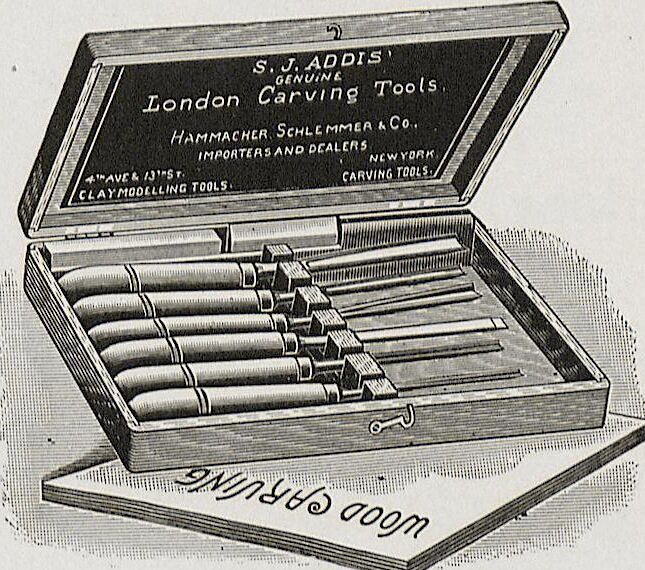 S. J. ADDIS'
GENUINE
London Carving Tools.
HAMMACHER. SCHLEMMER & CO.,
IMPORTERS AND DEALERS
4TH AVE & 13TH ST. NEW YORK.
CLAY MODELLING TOOLS. CARVING TOOLS.
WOOD CARVING